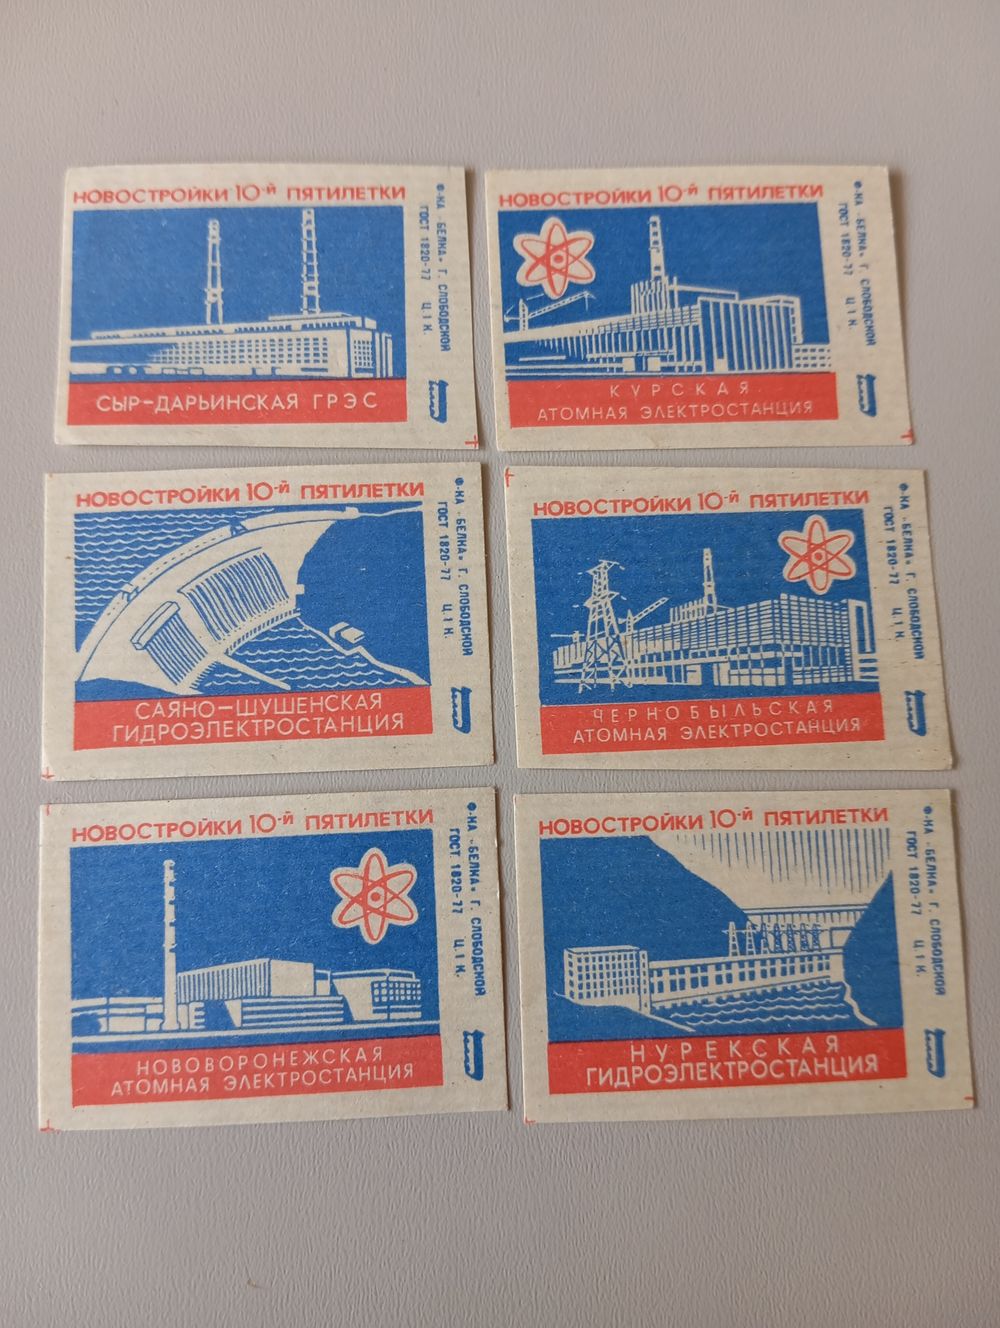 НОВОСТРОЙКИ 10-Й ПЯТИЛЕТКИ
СЫР-ДАРЬИНСКАЯ ГРЭС
Ф-КА „БЕЛКА" Г. СЛОБОДСКОЙ
ГОСТ 1820-77 Ц. 1 К.
НОВОСТРОЙКИ 10-Й ПЯТИЛЕТКИ
КУРСКАЯ
АТОМНАЯ ЭЛЕКТРОСТАНЦИЯ
Ф-КА „БЕЛКА" Г. СЛОБОДСКОЙ
ГОСТ 1820-77 Ц. 1 К.
НОВОСТРОЙКИ 10-Й ПЯТИЛЕТКИ
САЯНО-ШУШЕНСКАЯ
ГИДРОЭЛЕКТРОСТАНЦИЯ
Ф-КА „БЕЛКА" Г. СЛОБОДСКОЙ
ГОСТ 1820-77 Ц. 1 К.
НОВОСТРОЙКИ 10-Й ПЯТИЛЕТКИ
ЧЕРНОБЫЛЬСКАЯ
АТОМНАЯ ЭЛЕКТРОСТАНЦИЯ
Ф-КА „БЕЛКА" Г. СЛОБОДСКОЙ
ГОСТ 1820-77 Ц. 1 К.
НОВОСТРОЙКИ 10-Й ПЯТИЛЕТКИ
НОВОВОРОНЕЖСКАЯ
АТОМНАЯ ЭЛЕКТРОСТАНЦИЯ
Ф-КА „БЕЛКА" Г. СЛОБОДСКОЙ
ГОСТ 1820-77 Ц. 1 К.
НОВОСТРОЙКИ 10-Й ПЯТИЛЕТКИ
НУРЕКСКАЯ
ГИДРОЭЛЕКТРОСТАНЦИЯ
Ф-КА „БЕЛКА" Г. СЛОБОДСКОЙ
ГОСТ 1820-77 Ц. 1 К.